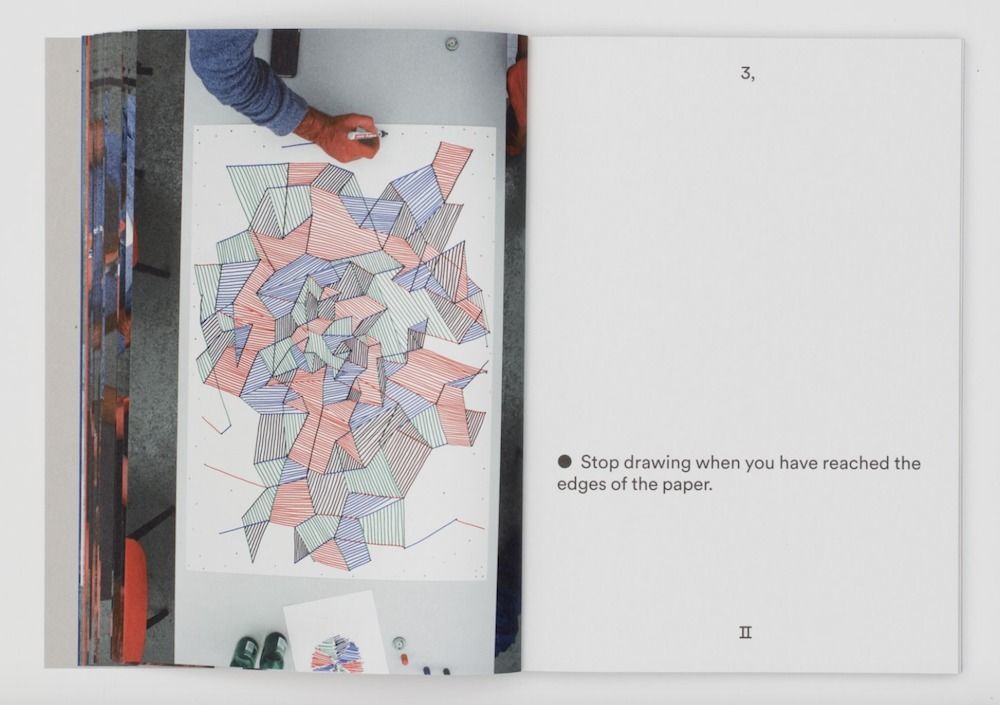 3,
● Stop drawing when you have reached the
edges of the paper.
II